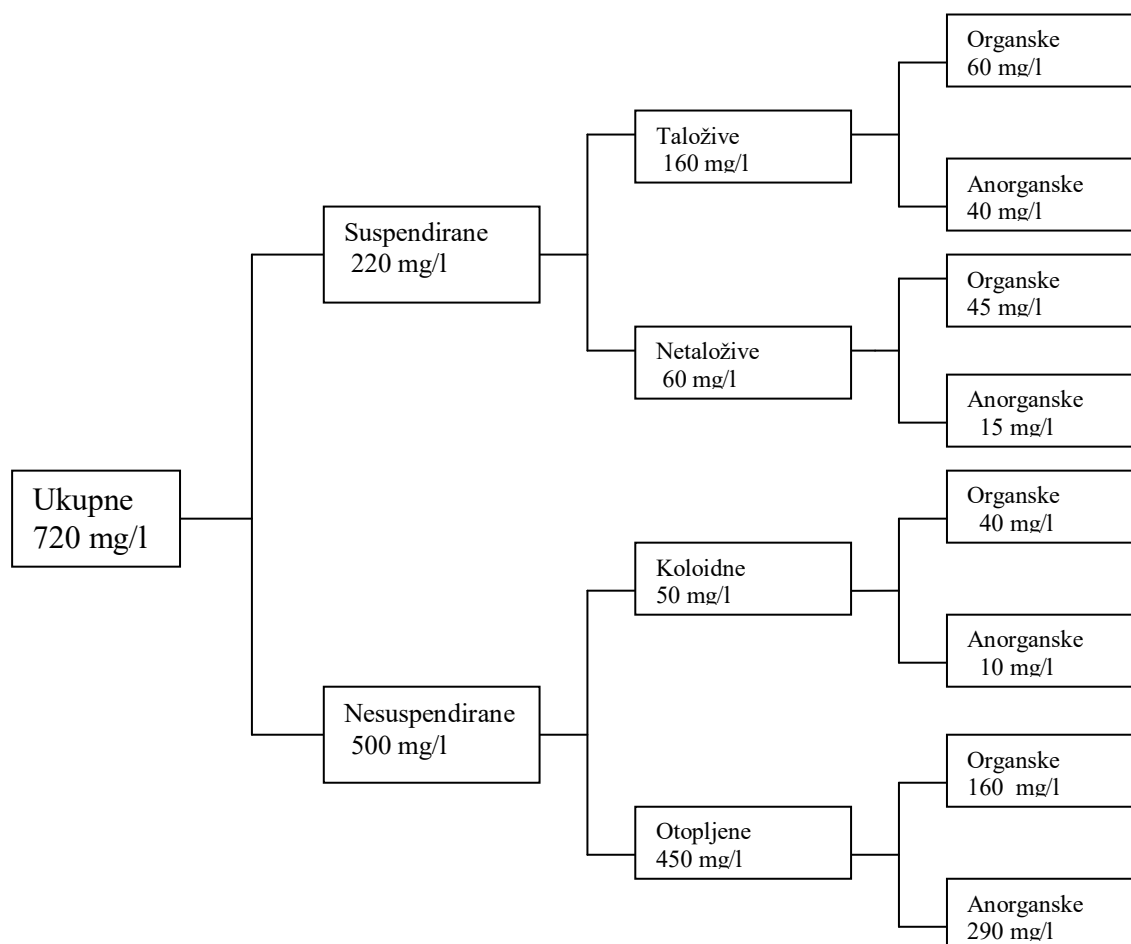 Ukupne
720 mg/l
Suspendirane
220 mg/l
Taložive
160 mg/l
Organske
60 mg/l
Anorganske
40 mg/l
Netaložive
60 mg/l
Organske
45 mg/l
Anorganske
15 mg/l
Nesuspendirane
500 mg/l
Koloidne
50 mg/l
Organske
40 mg/l
Anorganske
10 mg/l
Otopljene
450 mg/l
Organske
160 mg/l
Anorganske
290 mg/l